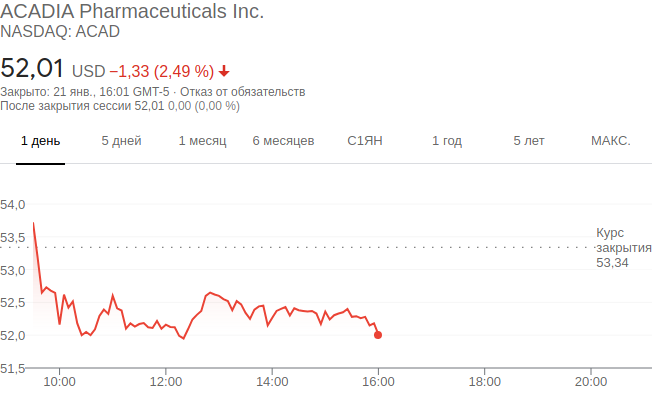 ACADIA Pharmaceuticals Inc.
NASDAQ: ACAD
52,01 USD −1,33 (2,49 %)
Закрыто: 21 янв., 16:01 GMT-5 · Отказ от обязательств
После закрытия сессии 52,01 0,00 (0,00 %)
1 день 5 дней 1 месяц 6 месяцев С1ЯН 1 год 5 лет МАКС.
54,0
53,5
53,0
52,5
52,0
51,5
Курс
закрытия
53,34
10:00 12:00 14:00 16:00 18:00 20:00